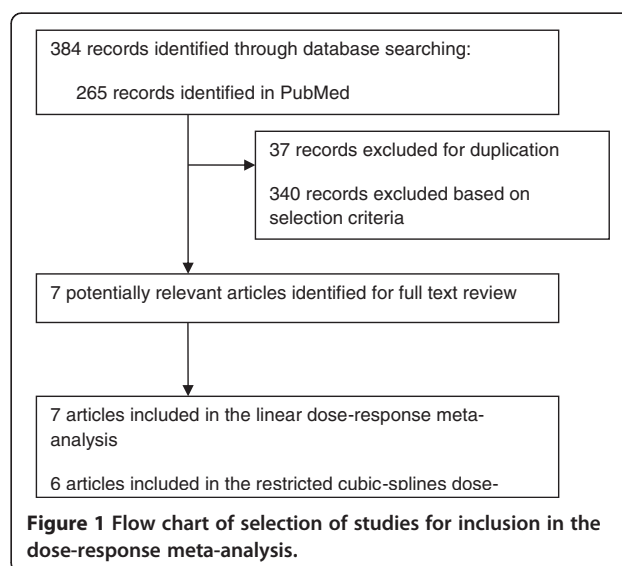 384 records identified through database searching:
265 records identified in PubMed
37 records excluded for duplication
340 records excluded based on
selection criteria
7 potentially relevant articles identified for full text review
7 articles included in the linear dose-response meta-
analysis
6 articles included in the restricted cubic-splines dose-
Figure 1 Flow chart of selection of studies for inclusion in the
dose-response meta-analysis.